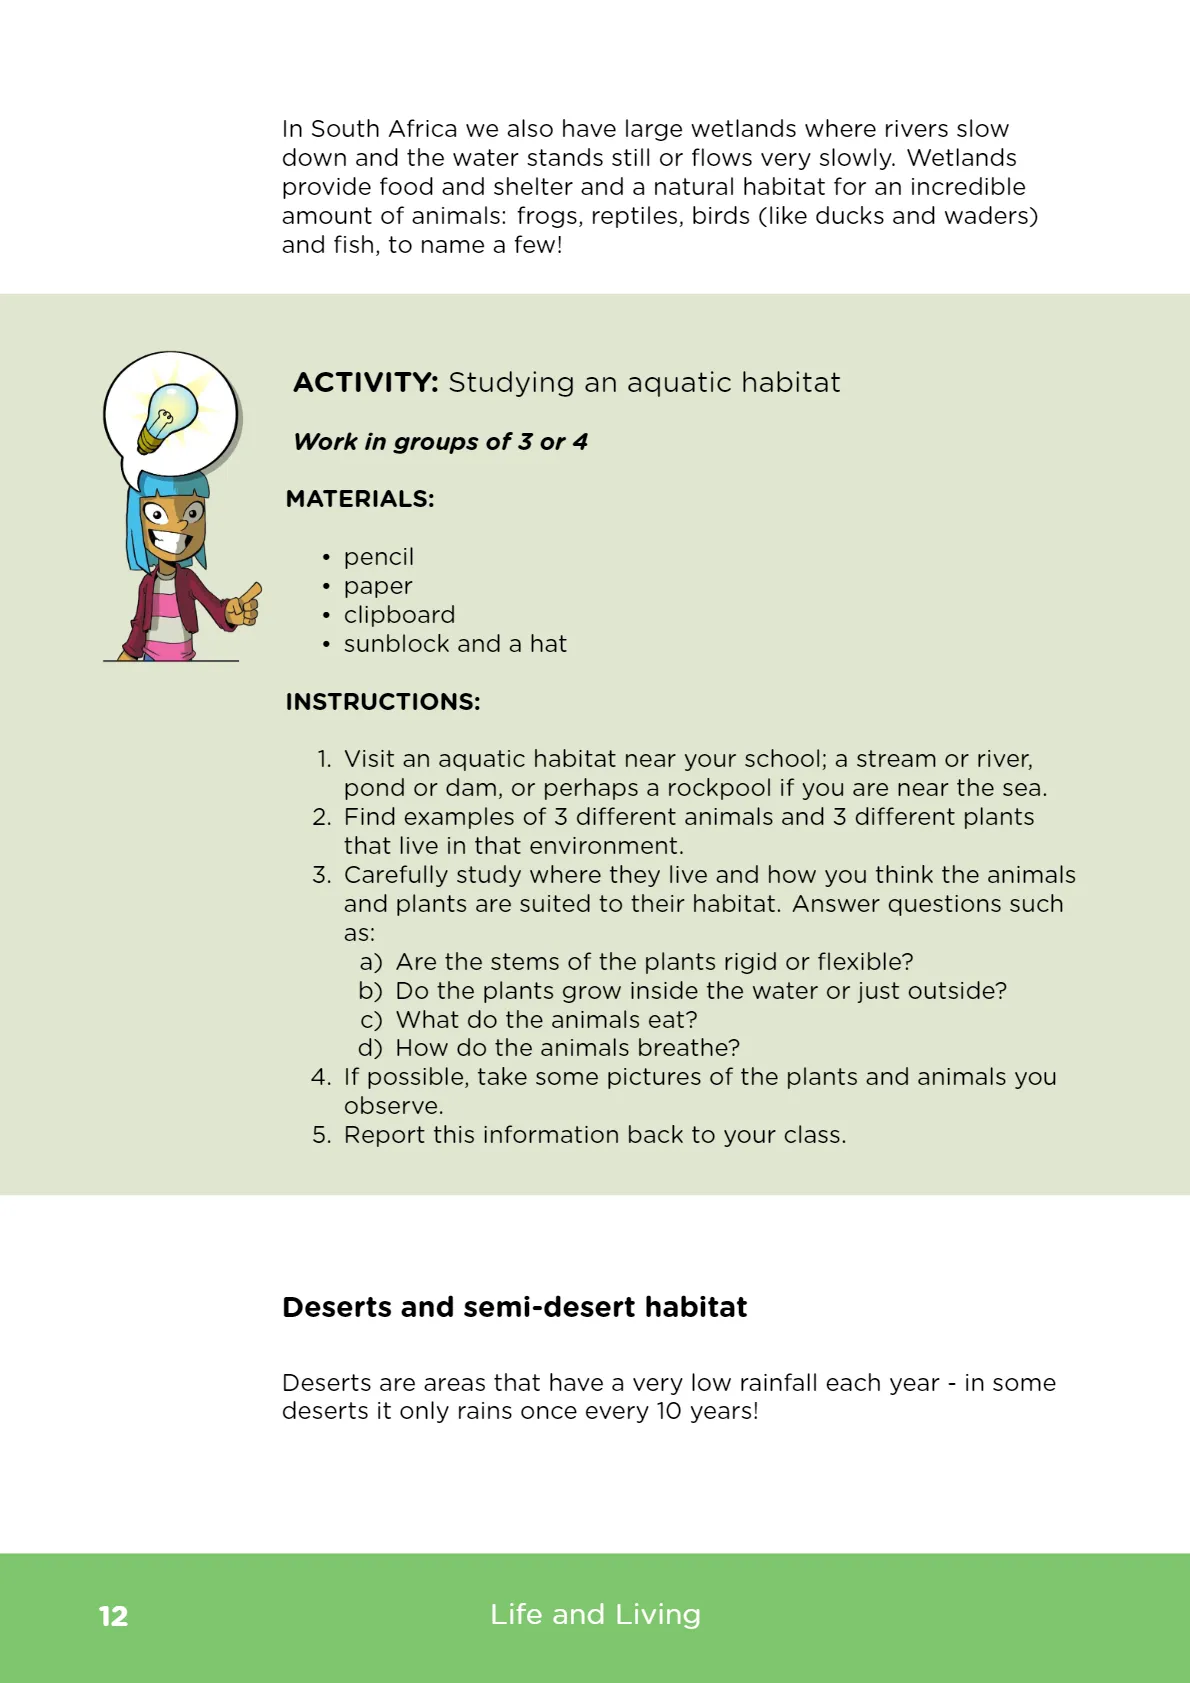 In South Africa we also have large wetlands where rivers slow
down and the water stands still or flows very slowly. Wetlands
provide food and shelter and a natural habitat for an incredible
amount of animals: frogs, reptiles, birds (like ducks and waders)
and fish, to name a few!
ACTIVITY: Studying an aquatic habitat
Work in groups of 3 or 4
MATERIALS:
• pencil
• paper
• clipboard
• sunblock and a hat
INSTRUCTIONS:
1. Visit an aquatic habitat near your school; a stream or river,
pond or dam, or perhaps a rockpool if you are near the sea.
2. Find examples of 3 different animals and 3 different plants
that live in that environment.
3. Carefully study where they live and how you think the animals
and plants are suited to their habitat. Answer questions such
as:
a) Are the stems of the plants rigid or flexible?
b) Do the plants grow inside the water or just outside?
c) What do the animals eat?
d) How do the animals breathe?
4. If possible, take some pictures of the plants and animals you
observe.
5. Report this information back to your class.
Deserts and semi-desert habitat
Deserts are areas that have a very low rainfall each year - in some
deserts it only rains once every 10 years!
12 Life and Living